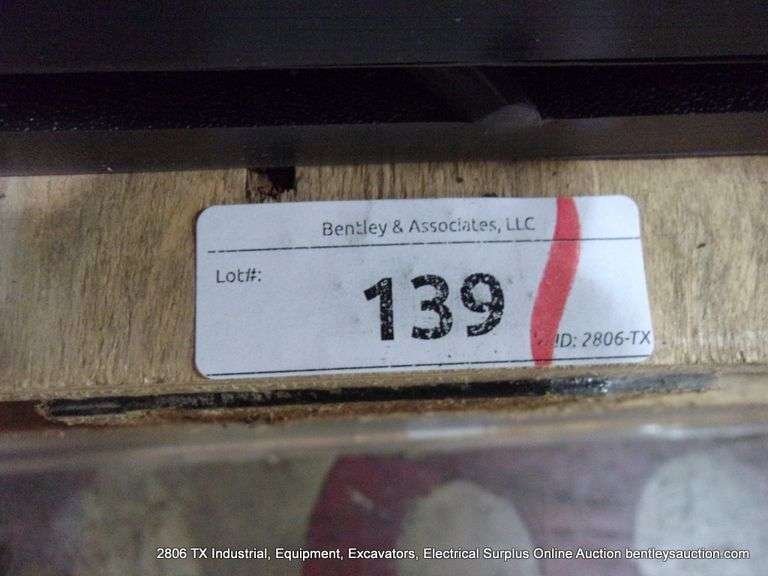 Bentley & Associates, LLC
Lot#:
139
ID: 2806-TX
2806 TX Industrial, Equipment, Excavators, Electrical Surplus Online Auction bentleysauction.com